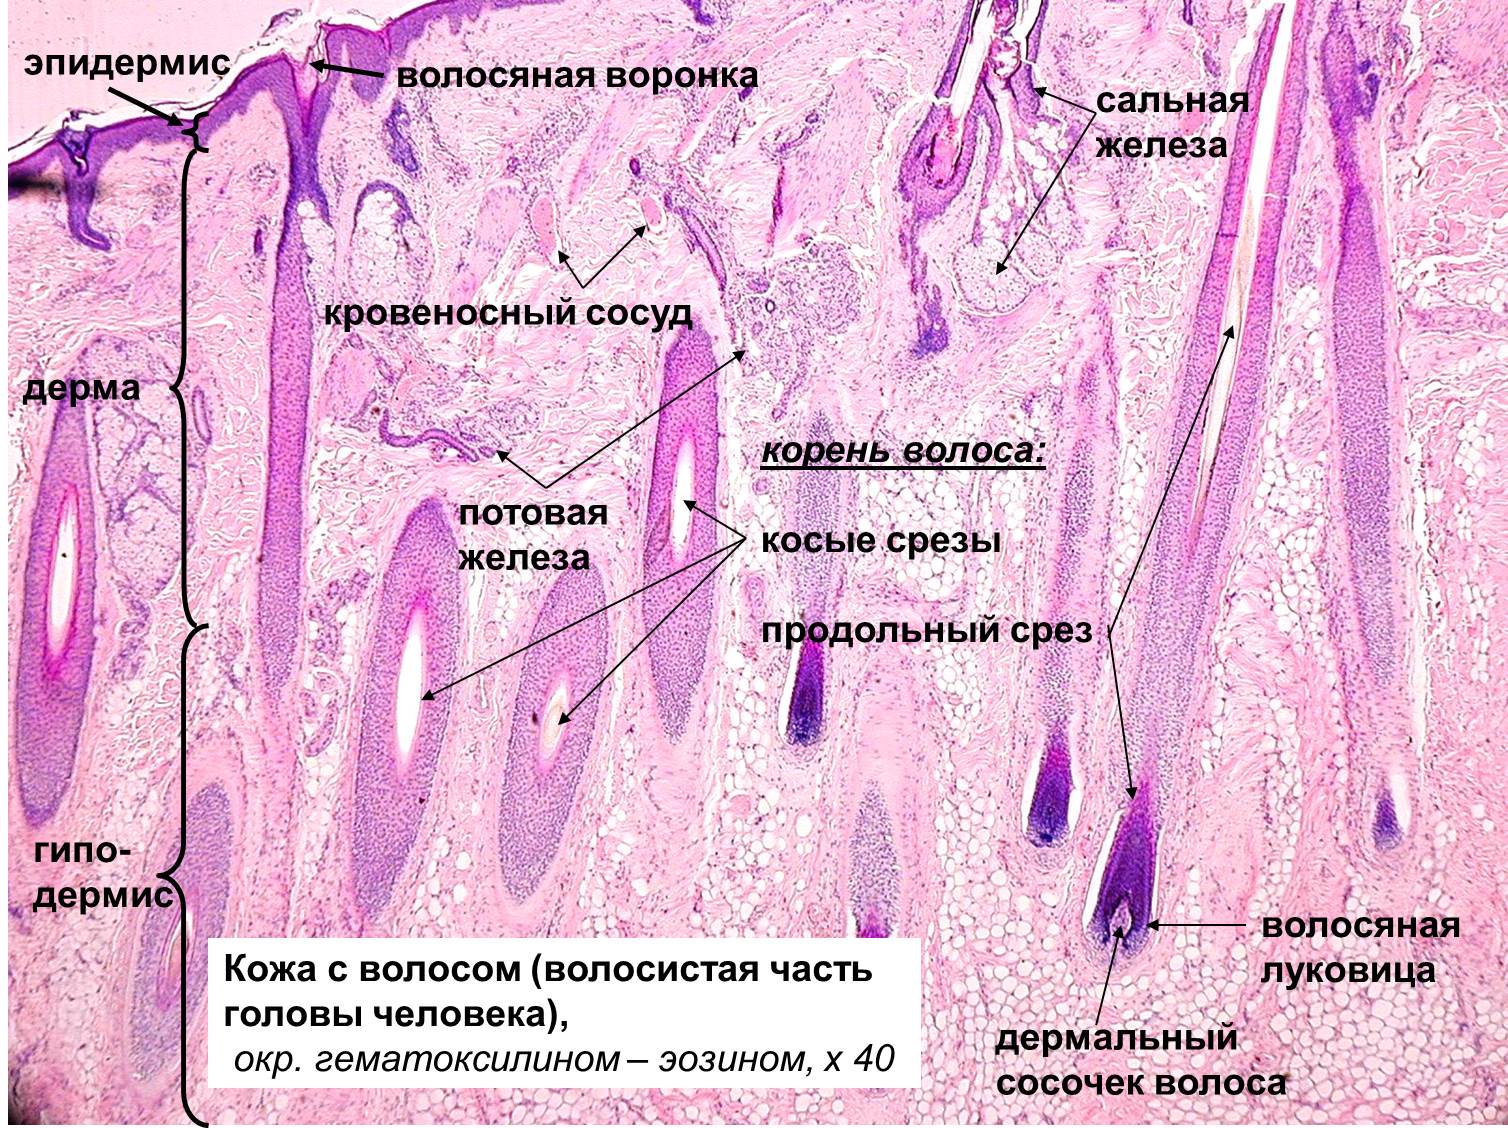 эпидермис
волосяная воронка
сальная
железа
кровеносный сосуд
дерма
корень волоса:
потовая
железа
косые срезы
продольный срез
гипо-
дермис
волосяная
луковица
Кожа с волосом (волосистая часть
головы человека),
окр. гематоксилином – эозином, х 40
дермальный
сосочек волоса